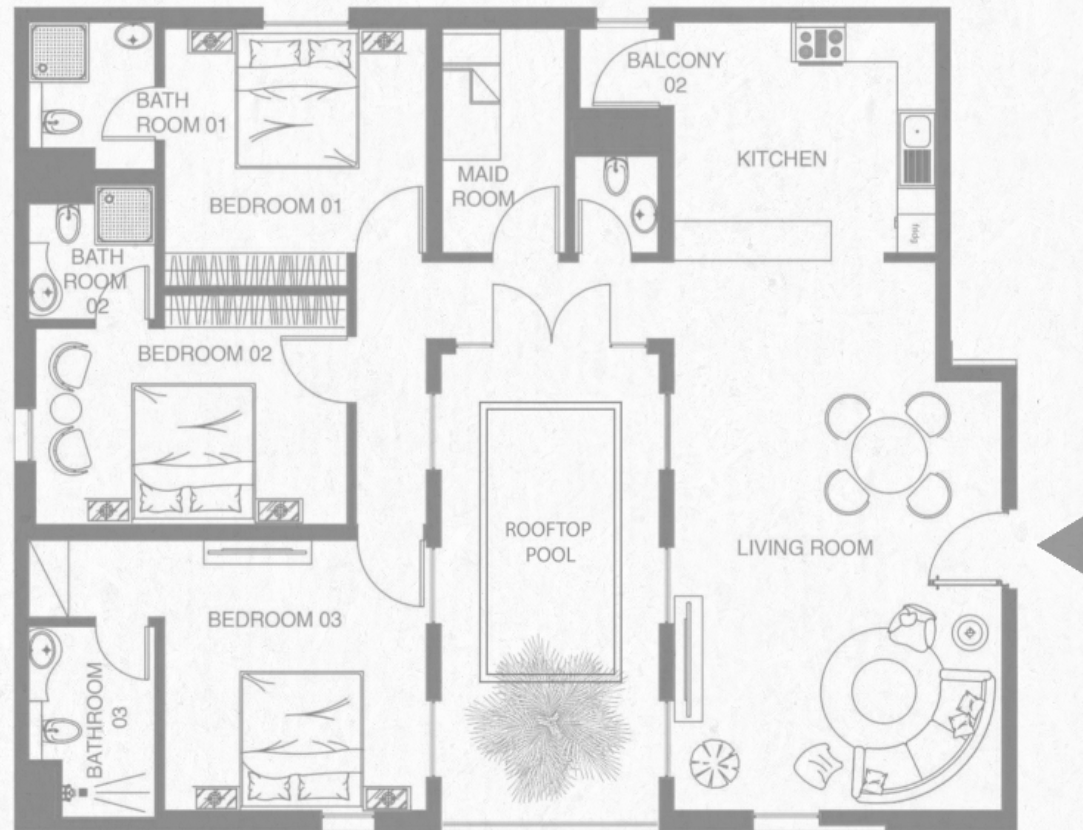 BATH
ROOM 01
BALCONY
02
KITCHEN
MAID
ROOM
BEDROOM 01
fridg
BATH
ROOM
02
BEDROOM 02
ROOFTOP
POOL
LIVING ROOM
BEDROOM 03
BATHROOM
03